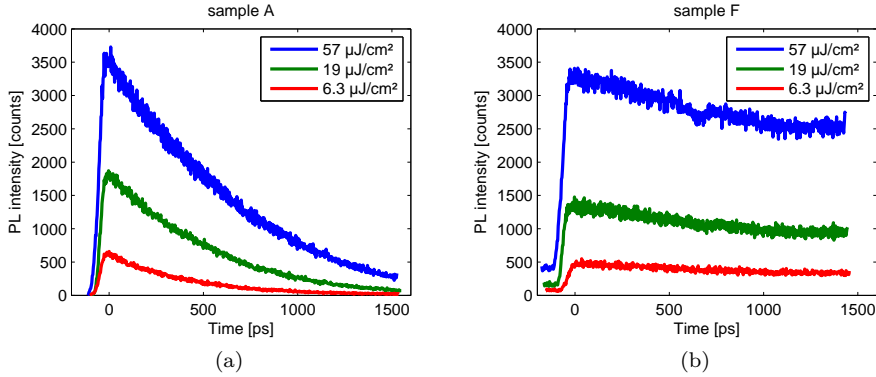 sample A
PL intensity [counts]
4000
3500
3000
2500
2000
1500
1000
500
0
57 µJ/cm²
19 µJ/cm²
6.3 µJ/cm²
0 500 1000 1500
Time [ps]
(a)
sample F
PL intensity [counts]
4000
3500
3000
2500
2000
1500
1000
500
0
57 µJ/cm²
19 µJ/cm²
6.3 µJ/cm²
0 500 1000 1500
Time [ps]
(b)